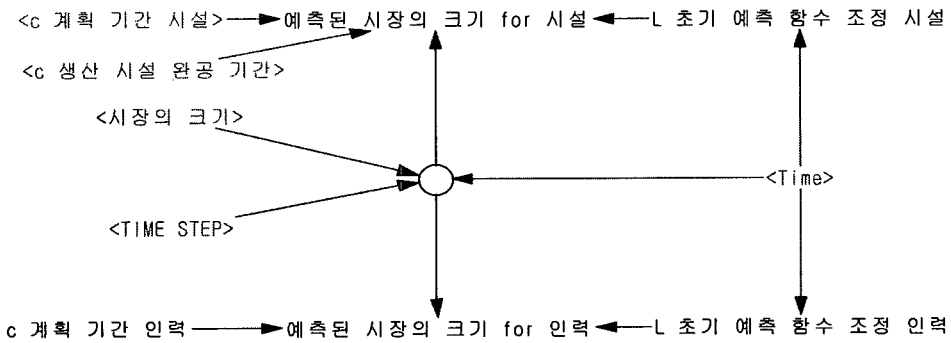 <c 계획 기간 시설> 예측된 시장의 크기 for 시설 L 초기 예측 함수 조정 시설
<c 생산 시설 완공 기간>
<시장의 크기>
<Time>
<TIME STEP>
c 계획 기간 인력 예측된 시장의 크기 for 인력 L 초기 예측 함수 조정 인력